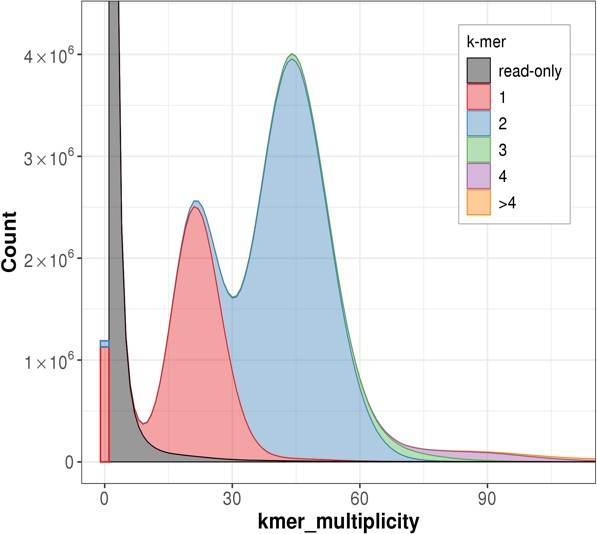 Count
4×10⁶
3×10⁶
2×10⁶
1×10⁶
0
k-mer
read-only
1
2
3
4
>4
0 30 60 90
kmer_multiplicity